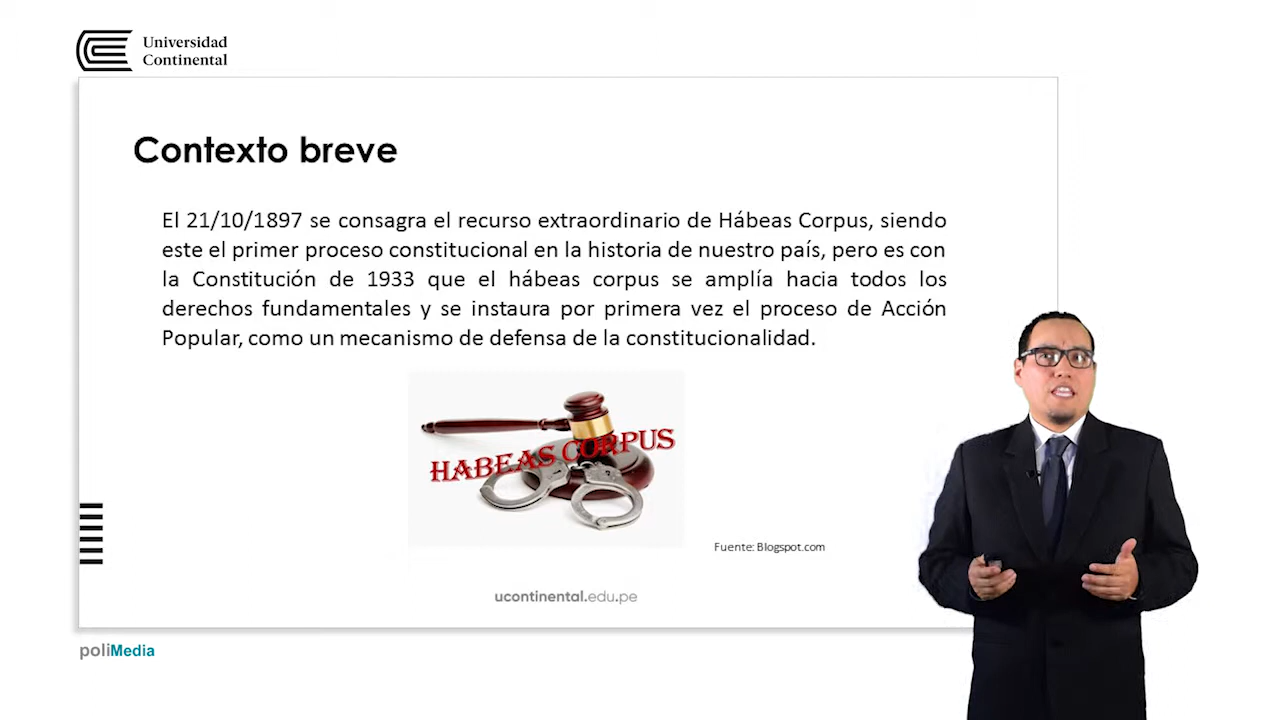 Universidad
Continental
Contexto breve
El 21/10/1897 se consagra el recurso extraordinario de Hábeas Corpus, siendo
este el primer proceso constitucional en la historia de nuestro país, pero es con
la Constitución de 1933 que el hábeas corpus se amplía hacia todos los
derechos fundamentales y se instaura por primera vez el proceso de Acción
Popular, como un mecanismo de defensa de la constitucionalidad.
HABEAS CORPUS
Fuente: Blogspot.com
ucontinental.edu.pe
poliMedia